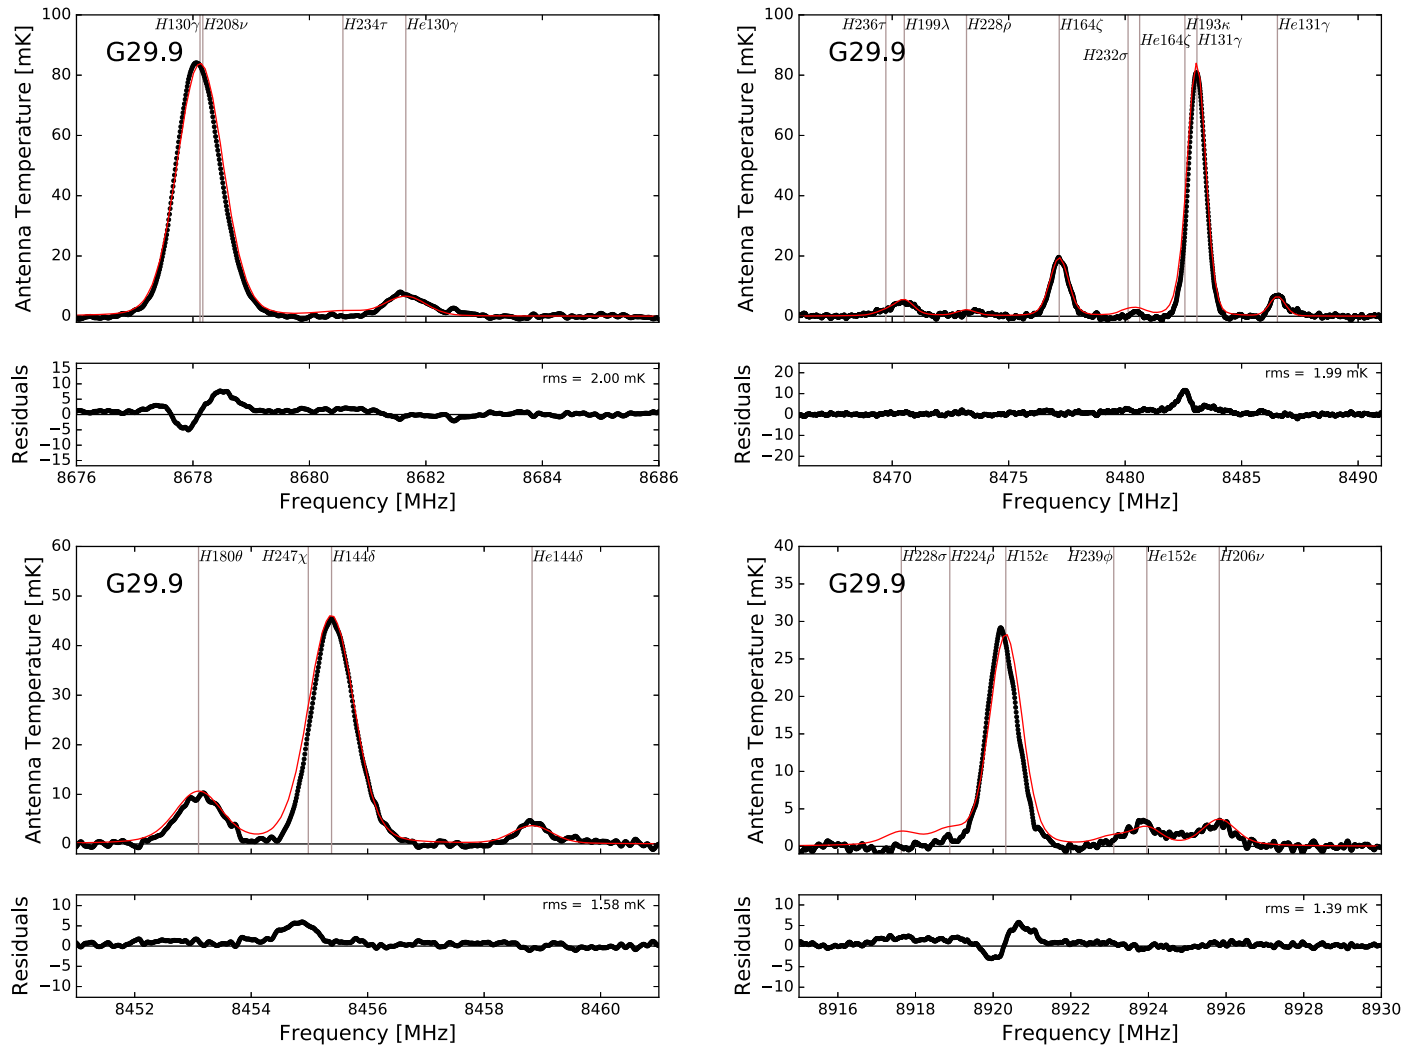 H130γ H208ν H234τ He130γ
G29.9
Antenna Temperature [mK]
100
80
60
40
20
0
Residuals
15
10
5
0
−5
−10
−15
rms = 2.00 mK
8676 8678 8680 8682 8684 8686
Frequency [MHz]
H236τ H199λ H228ρ H164ζ H193κ He131γ
He164ζ H131γ
H232σ
G29.9
Antenna Temperature [mK]
100
80
60
40
20
0
Residuals
20
10
0
−10
−20
rms = 1.99 mK
8470 8475 8480 8485 8490
Frequency [MHz]
H180θ H247χ H144δ He144δ
G29.9
Antenna Temperature [mK]
60
50
40
30
20
10
0
Residuals
10
5
0
−5
−10
rms = 1.58 mK
8452 8454 8456 8458 8460
Frequency [MHz]
H228σ H224ρ H152ϵ H239ϕ He152ϵ H206ν
G29.9
Antenna Temperature [mK]
40
35
30
25
20
15
10
5
0
Residuals
10
5
0
−5
−10
rms = 1.39 mK
8916 8918 8920 8922 8924 8926 8928 8930
Frequency [MHz]